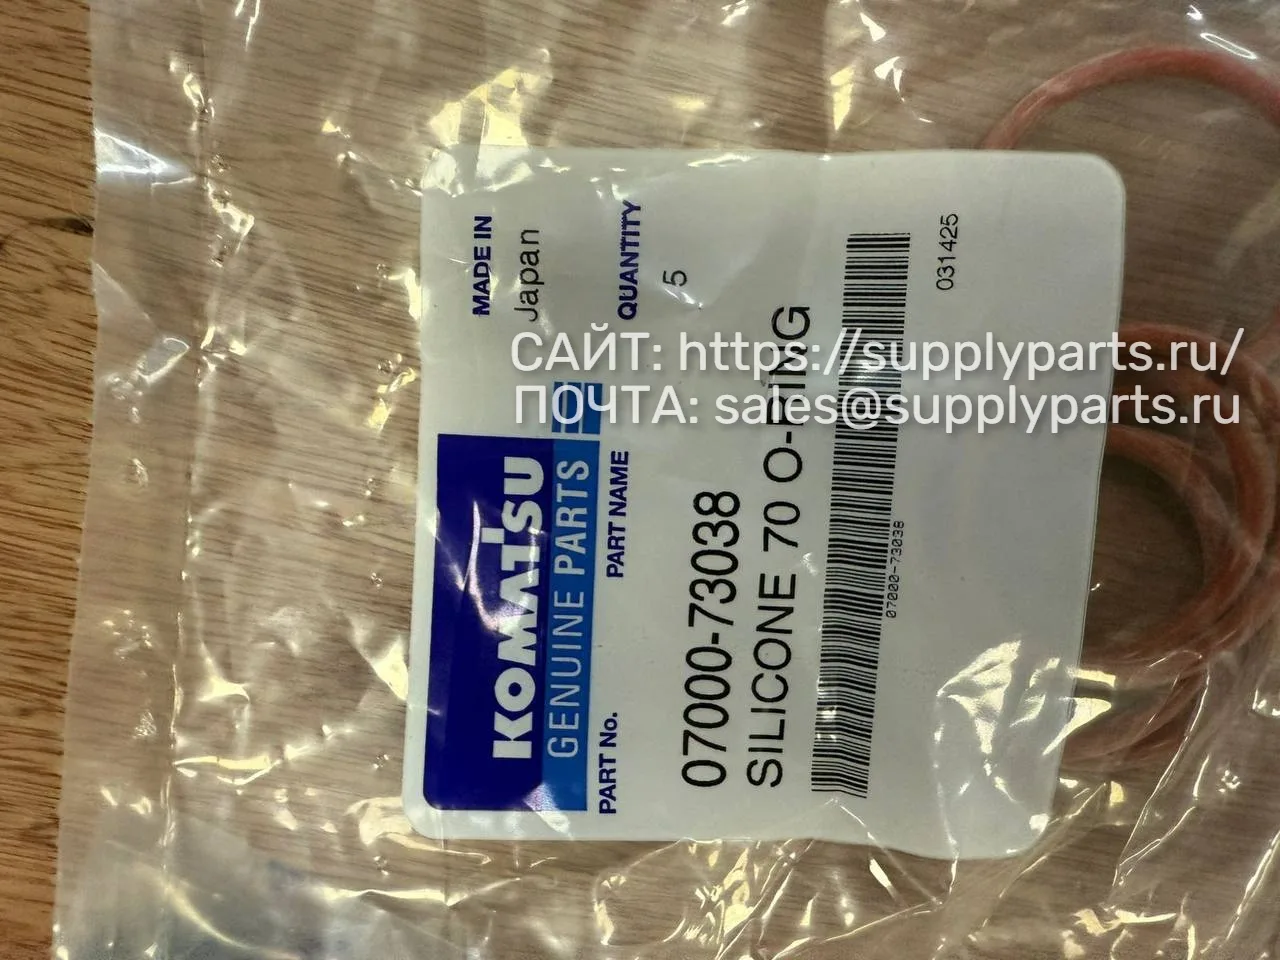 KOMATSU
GENUINE PARTS
MADE IN
Japan
PART No.
PART NAME
QUANTITY
07000-73038
5
SILICONE 70 O-RING
07000-73038
031425
САЙТ: https://supplyparts.ru/
ПОЧТА: sales@supplyparts.ru